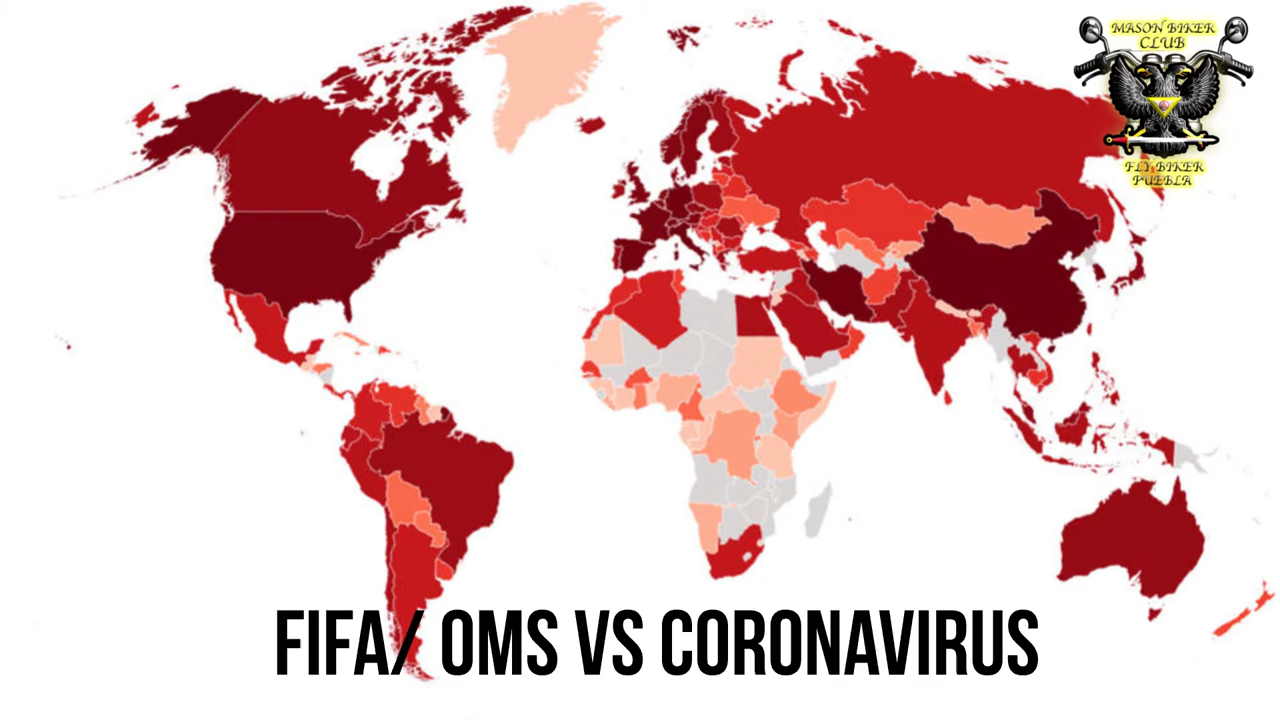 MASON BIKER
CLUB
FLY BIKER
PUEBLA
FIFA/ OMS VS CORONAVIRUS